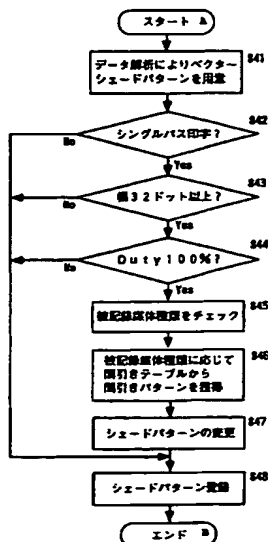 スタート A
S41
データ解析によりベクター
シェードパターンを用意
S42
シングルパス印字？
No
Yes
S43
幅32ドット以上？
No
Yes
S44
Duty100%？
No
Yes
S45
被記録媒体種類をチェック
S46
被記録媒体種類に応じて
間引きテーブルから
間引きパターンを獲得
S47
シェードパターンの変更
S48
シェードパターン登録
エンド B